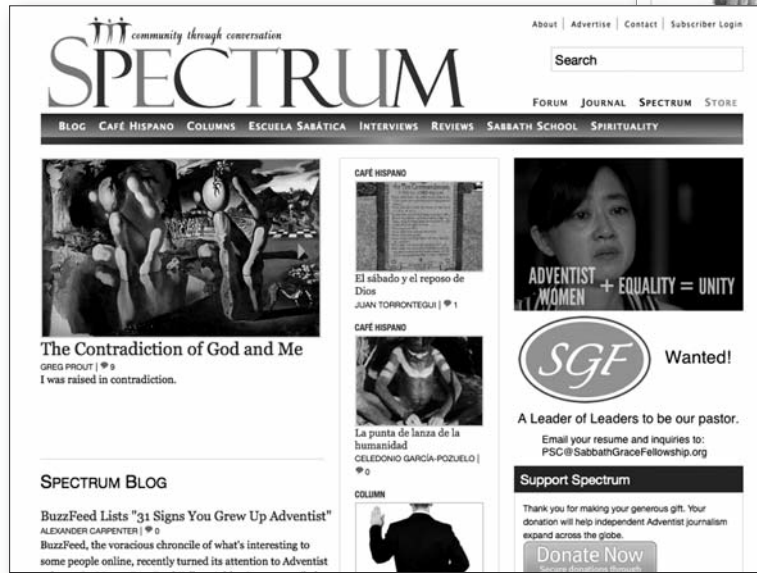 community through conversation
SPECTRUM
About | Advertise | Contact | Subscriber Login
Search
FORUM JOURNAL SPECTRUM STORE
BLOG CAFÉ HISPANO COLUMNS ESCUELA SABÁTICA INTERVIEWS REVIEWS SABBATH SCHOOL SPIRITUALITY
The Contradiction of God and Me
GREG PROUT | 9
I was raised in contradiction.
SPECTRUM BLOG
BuzzFeed Lists "31 Signs You Grew Up Adventist"
ALEXANDER CARPENTER | 0
BuzzFeed, the voracious chroncile of what's interesting to
some people online, recently turned its attention to Adventist
CAFÉ HISPANO
El sábado y el reposo de
Dios
JUAN TORRONTEGUI | 1
CAFÉ HISPANO
La punta de lanza de la
humanidad
CELEDONIO GARCÍA-POZUELO |
0
COLUMN
ADVENTIST
WOMEN + EQUALITY = UNITY
SGF Wanted!
A Leader of Leaders to be our pastor.
Email your resume and inquiries to:
PSC@SabbathGraceFellowship.org
Support Spectrum
Thank you for making your generous gift. Your
donation will help independent Adventist journalism
expand across the globe.
Donate Now
Secure donations through